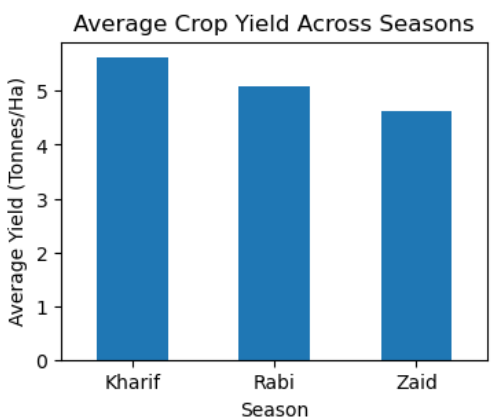 Average Crop Yield Across Seasons
Average Yield (Tonnes/Ha)
5
4
3
2
1
0
Kharif
Rabi
Zaid
Season